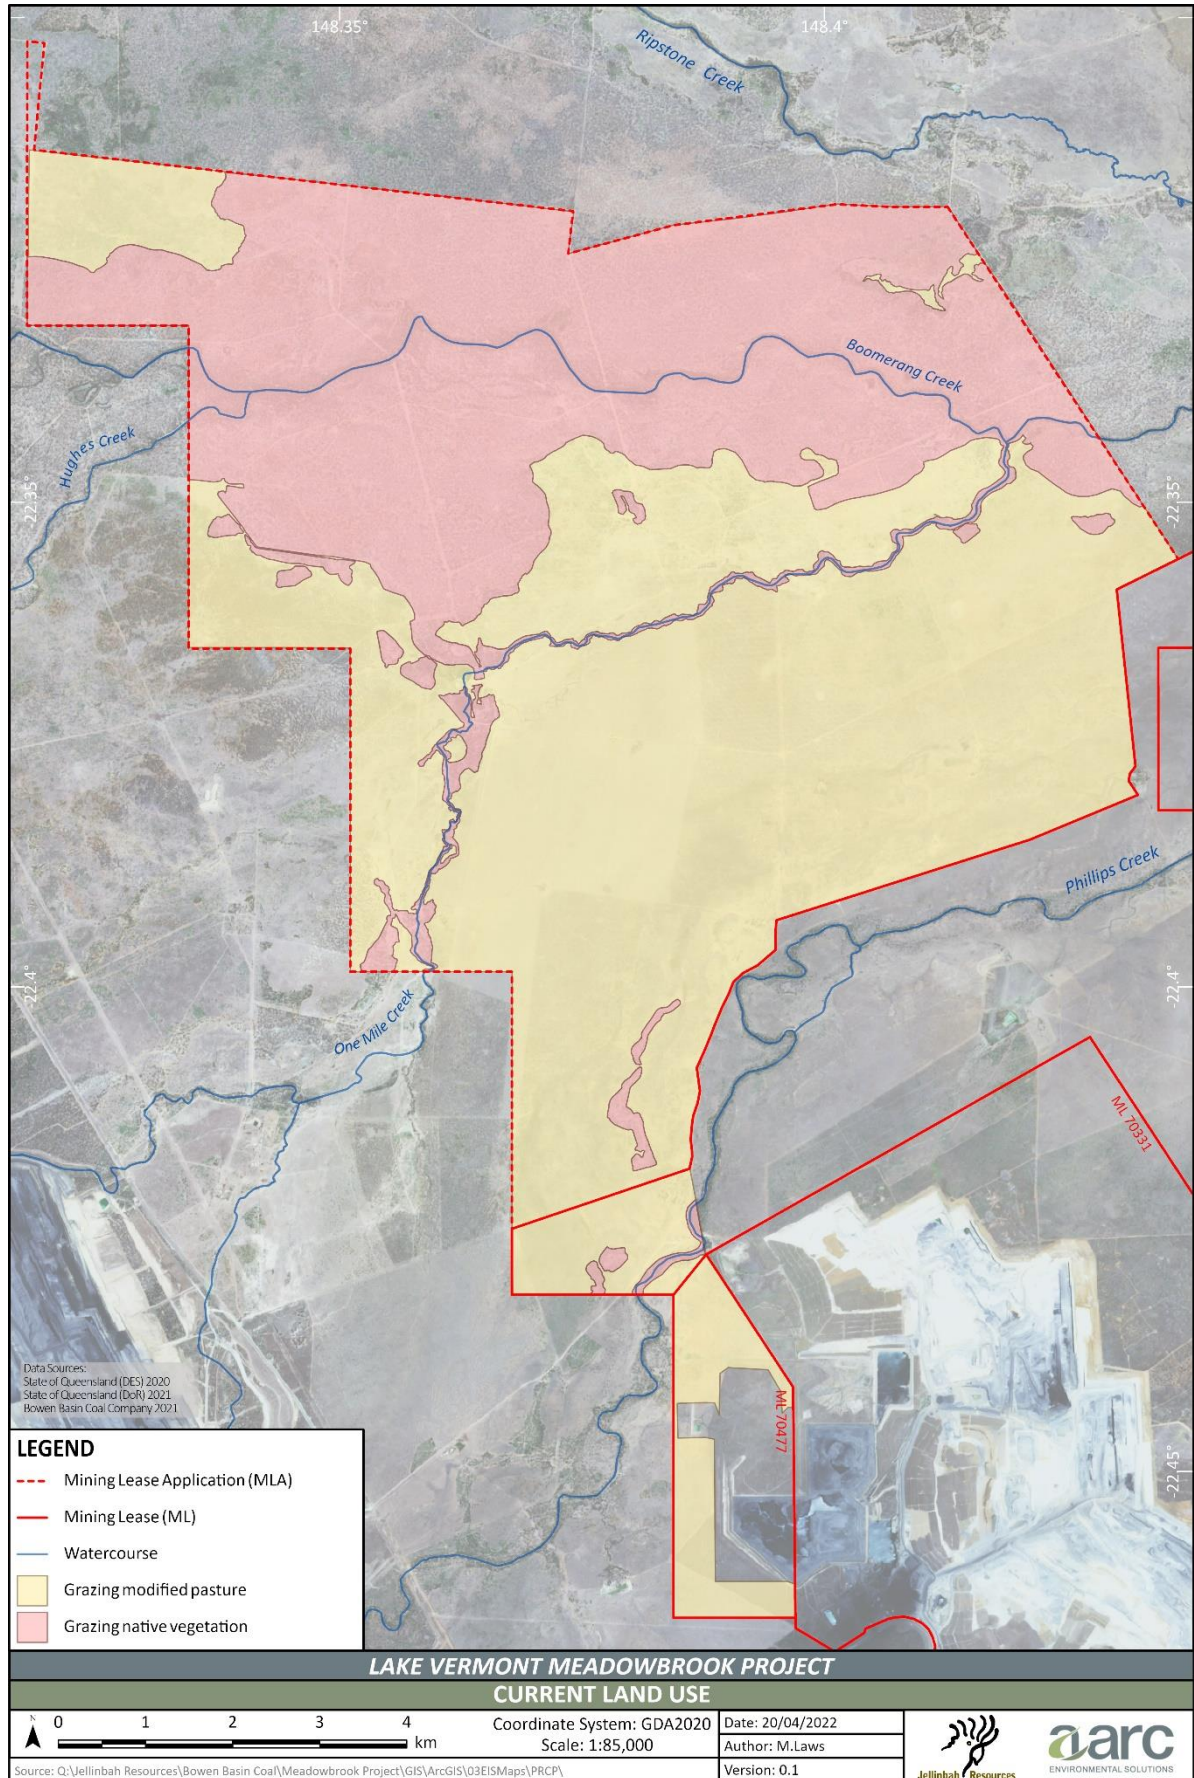 148.35°
148.4°
Ripstone Creek
Boomerang Creek
Hughes Creek
-22.35°
-22.35°
Phillips Creek
-22.4°
-22.4°
One Mile Creek
ML 70331
ML 70477
-22.45°
Data Sources:
State of Queensland (DES) 2020
State of Queensland (DoR) 2021
Bowen Basin Coal Company 2021
LEGEND
Mining Lease Application (MLA)
Mining Lease (ML)
Watercourse
Grazing modified pasture
Grazing native vegetation
LAKE VERMONT MEADOWBROOK PROJECT
CURRENT LAND USE
N
0 1 2 3 4
km
Coordinate System: GDA2020
Scale: 1:85,000
Date: 20/04/2022
Author: M.Laws
Version: 0.1
Source: Q:\Jellinbah Resources\Bowen Basin Coal\Meadowbrook Project\GIS\ArcGIS\03EISMaps\PRCP\
Jellinbah Resources
aarc
ENVIRONMENTAL SOLUTIONS